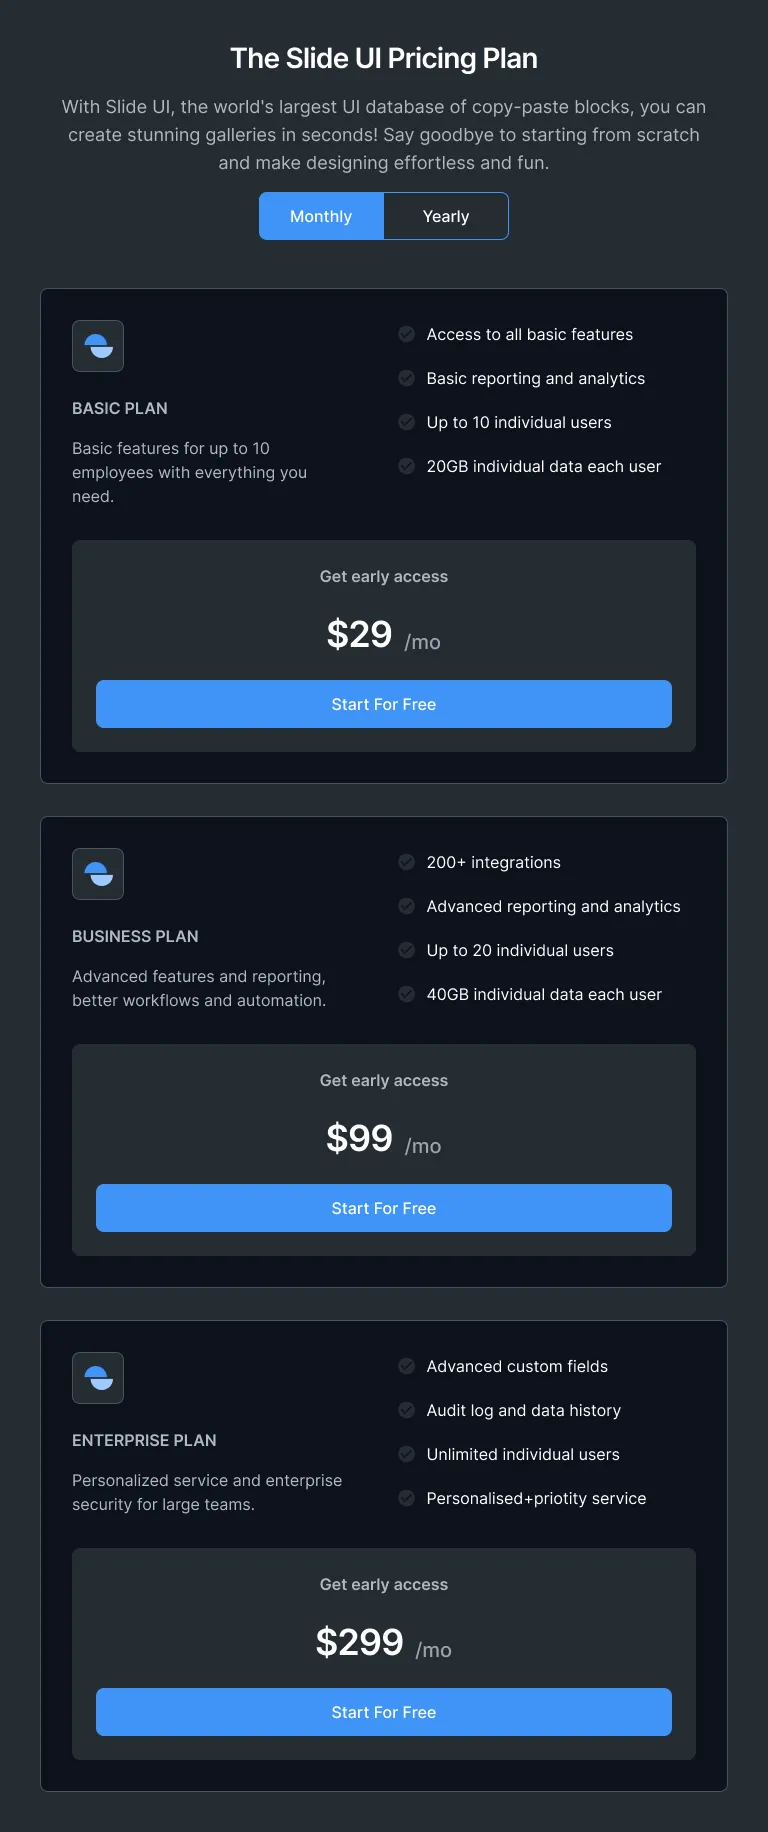 The Slide UI Pricing Plan
With Slide UI, the world's largest UI database of copy-paste blocks, you can
create stunning galleries in seconds! Say goodbye to starting from scratch
and make designing effortless and fun.
Monthly
Yearly
BASIC PLAN
Basic features for up to 10
employees with everything you
need.
Access to all basic features
Basic reporting and analytics
Up to 10 individual users
20GB individual data each user
Get early access
$29 /mo
Start For Free
BUSINESS PLAN
Advanced features and reporting,
better workflows and automation.
200+ integrations
Advanced reporting and analytics
Up to 20 individual users
40GB individual data each user
Get early access
$99 /mo
Start For Free
ENTERPRISE PLAN
Personalized service and enterprise
security for large teams.
Advanced custom fields
Audit log and data history
Unlimited individual users
Personalised+priotity service
Get early access
$299 /mo
Start For Free